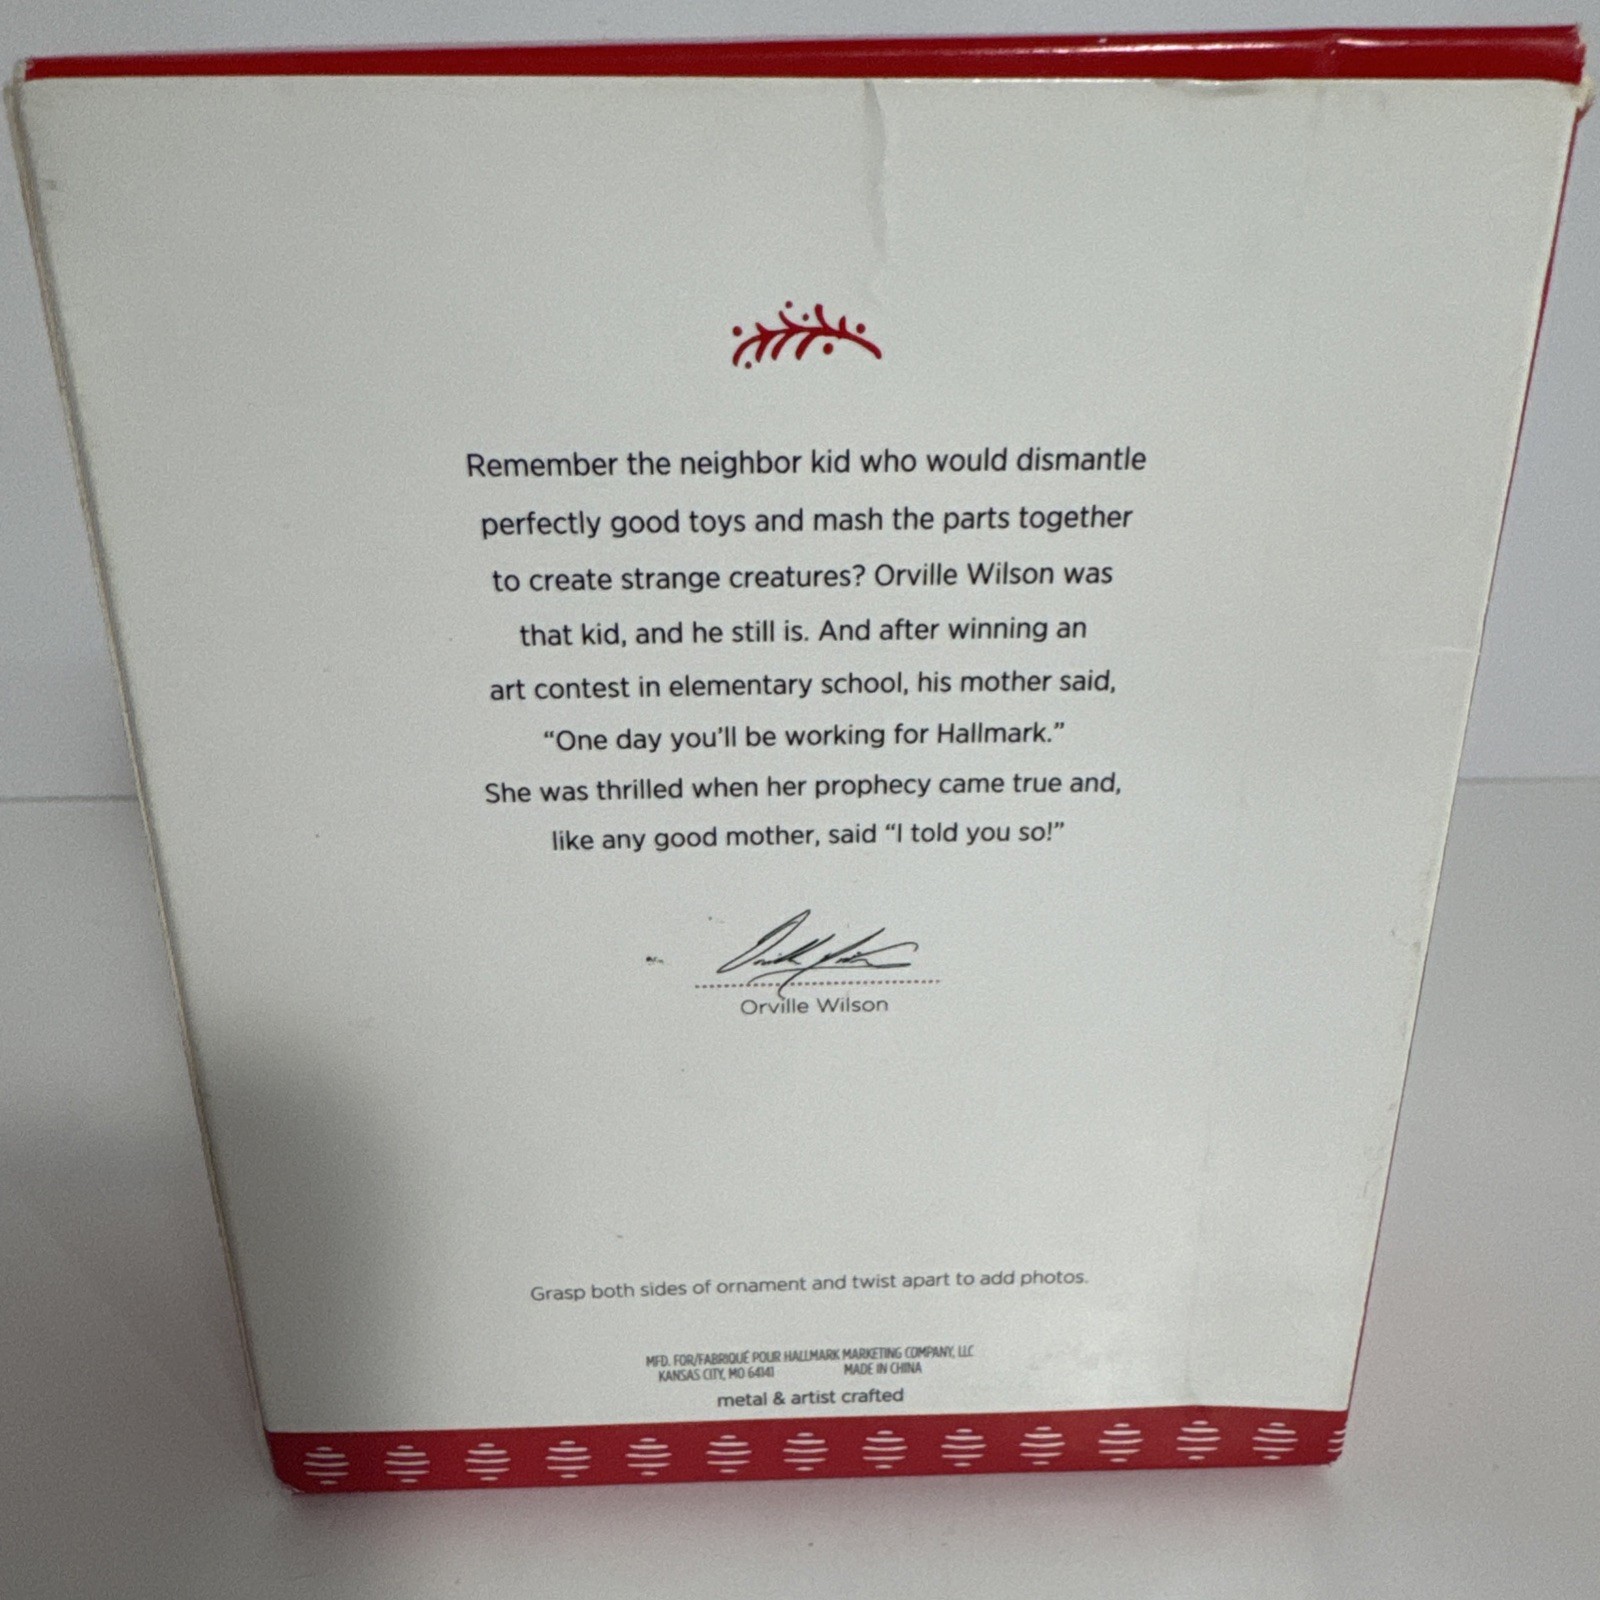 Remember the neighbor kid who would dismantle
perfectly good toys and mash the parts together
to create strange creatures? Orville Wilson was
that kid, and he still is. And after winning an
art contest in elementary school, his mother said,
“One day you’ll be working for Hallmark.”
She was thrilled when her prophecy came true and,
like any good mother, said “I told you so!”
Orville Wilson
Orville Wilson
Grasp both sides of ornament and twist apart to add photos.
MFD. FOR/FABRIQUÉ POUR HALLMARK MARKETING COMPANY, LLC
KANSAS CITY, MO 64141 MADE IN CHINA
metal & artist crafted